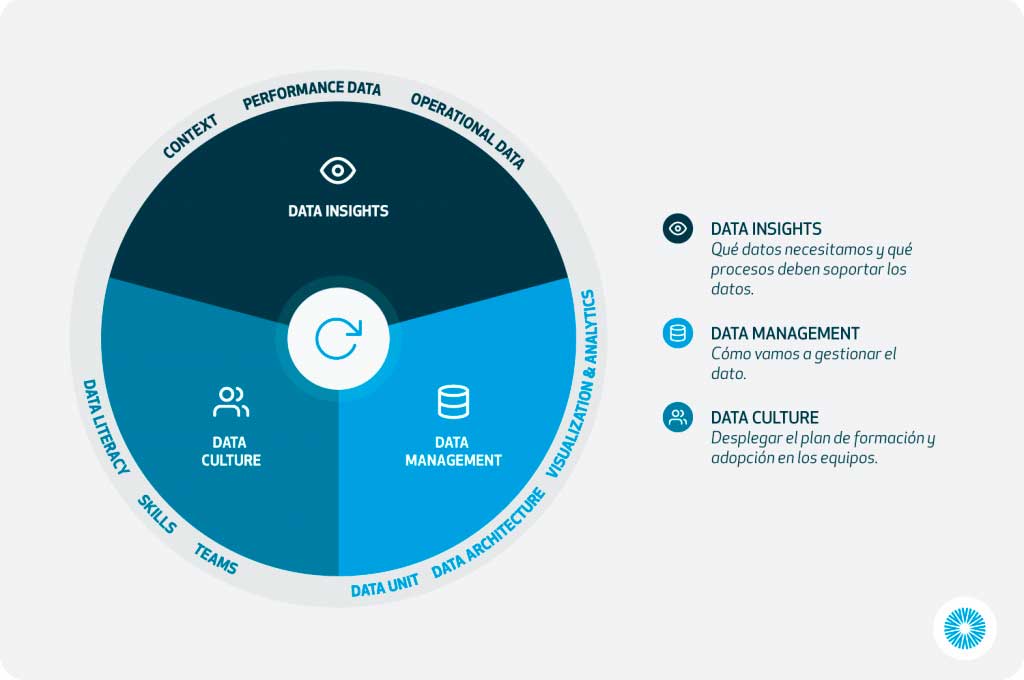 CONTEXT
PERFORMANCE DATA
OPERATIONAL DATA
DATA INSIGHTS
VISUALIZATION & ANALYTICS
DATA ARCHITECTURE
DATA UNIT
DATA
MANAGEMENT
DATA LITERACY
SKILLS
TEAMS
DATA
CULTURE
DATA INSIGHTS
Qué datos necesitamos y qué
procesos deben soportar los
datos.
DATA MANAGEMENT
Cómo vamos a gestionar el
dato.
DATA CULTURE
Desplegar el plan de formación y
adopción en los equipos.